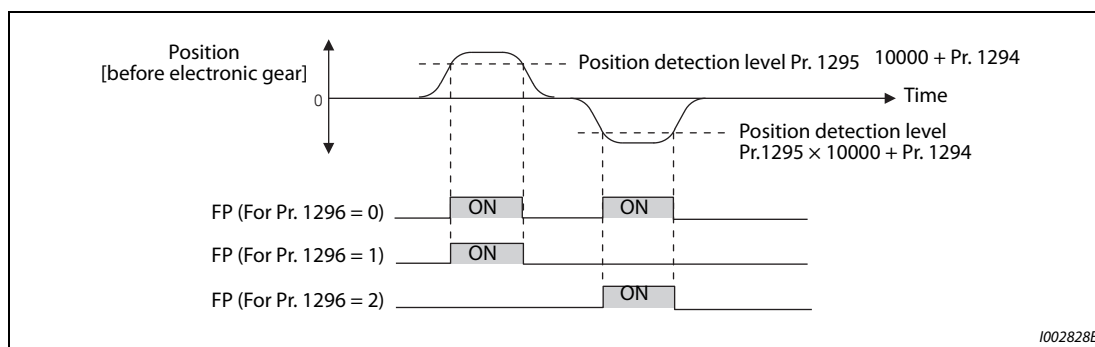 Position
[before electronic gear]
Position detection level Pr. 1295   10000 + Pr. 1294
0
Time
Position detection level
Pr.1295 × 10000 + Pr. 1294
FP (For Pr. 1296 = 0)
ON
ON
FP (For Pr. 1296 = 1)
ON
FP (For Pr. 1296 = 2)
ON
I002828E